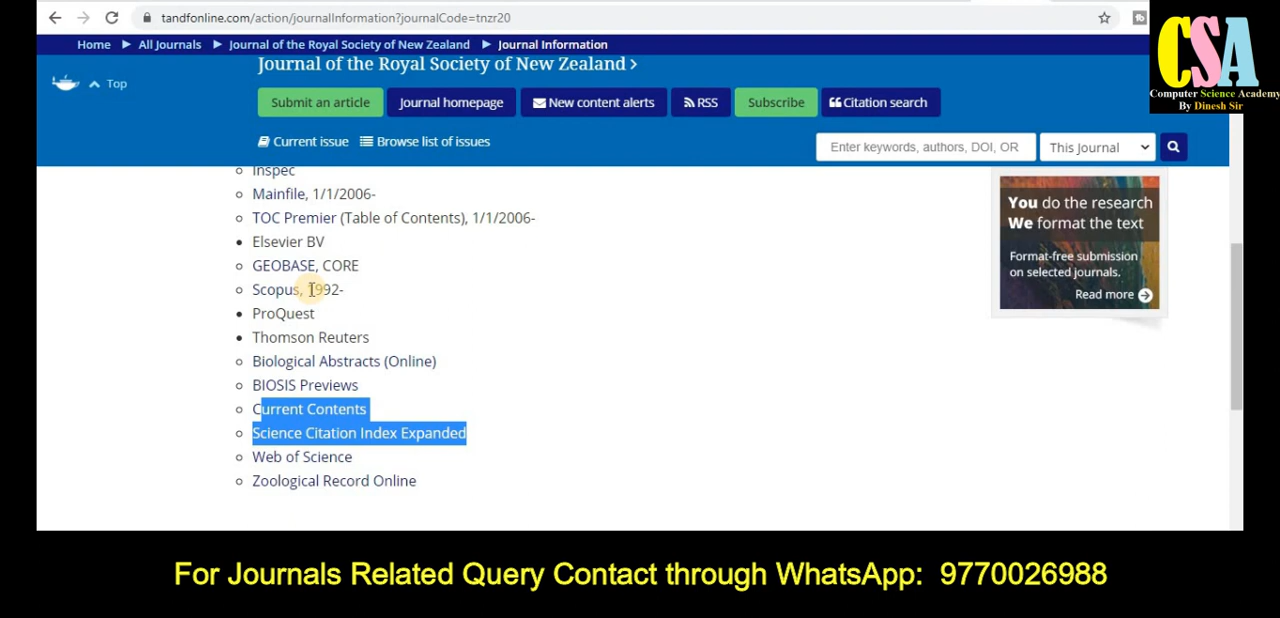 tandfonline.com/action/journalInformation?journalCode=tnzr20
CSA
Computer Science Academy
By Dinesh Sir
Home ▶ All Journals ▶ Journal of the Royal Society of New Zealand ▶ Journal Information
Journal of the Royal Society of New Zealand >
Top
Submit an article Journal homepage New content alerts RSS Subscribe Citation search
Current issue Browse list of issues
Enter keywords, authors, DOI, OR This Journal
Inspec
Mainfile, 1/1/2006-
TOC Premier (Table of Contents), 1/1/2006-
Elsevier BV
GEOBASE, CORE
Scopus, 1992-
ProQuest
Thomson Reuters
Biological Abstracts (Online)
BIOSIS Previews
Current Contents
Science Citation Index Expanded
Web of Science
Zoological Record Online
You do the research
We format the text
Format-free submission
on selected journals.
Read more
For Journals Related Query Contact through WhatsApp: 9770026988